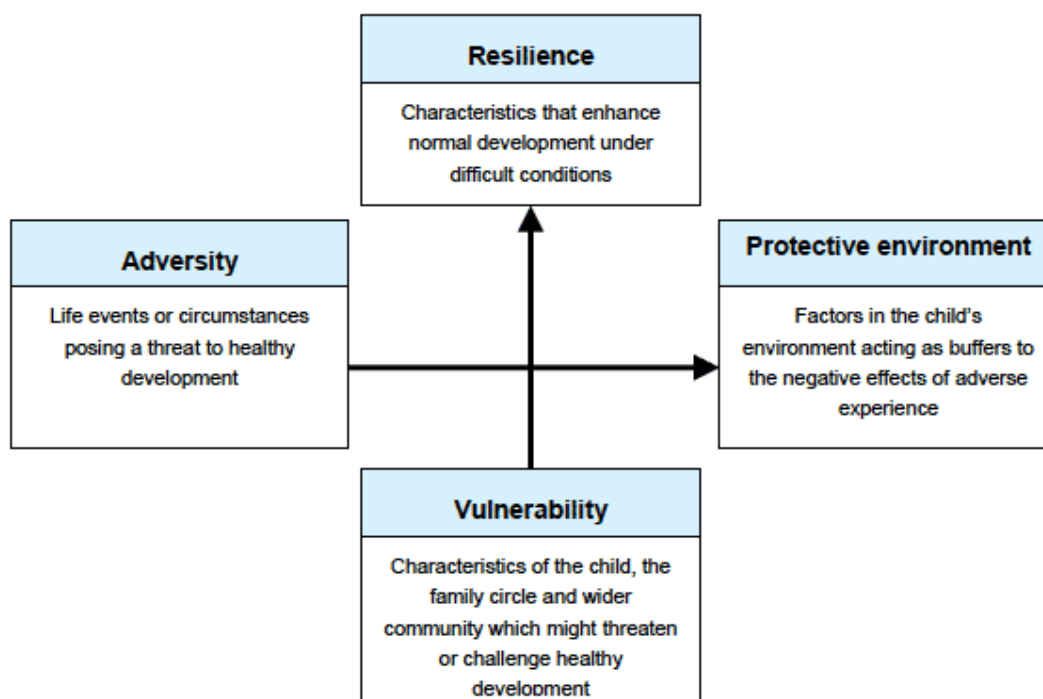 Resilience
Characteristics that enhance
normal development under
difficult conditions
Adversity
Life events or circumstances
posing a threat to healthy
development
Protective environment
Factors in the child's
environment acting as buffers to
the negative effects of adverse
experience
Vulnerability
Characteristics of the child, the
family circle and wider
community which might threaten
or challenge healthy
development